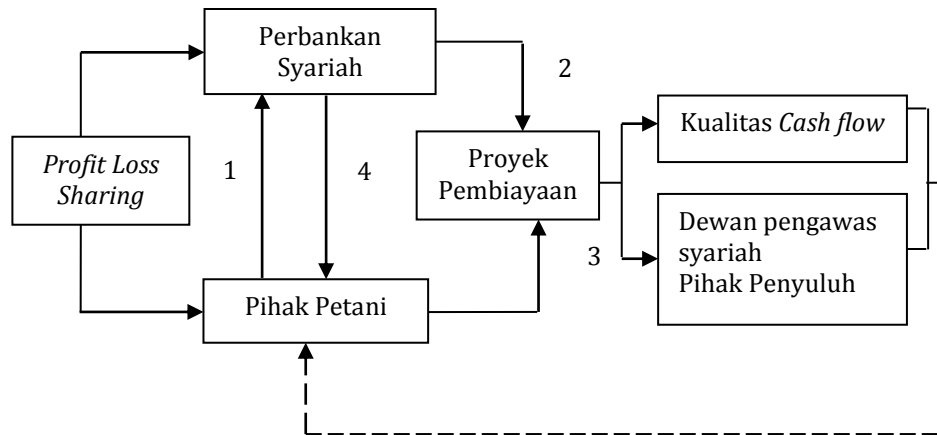 Perbankan
Syariah
2
Kualitas Cash flow
Profit Loss
Sharing
1
4
Proyek
Pembiayaan
Dewan pengawas
syariah
Pihak Penyuluh
3
Pihak Petani